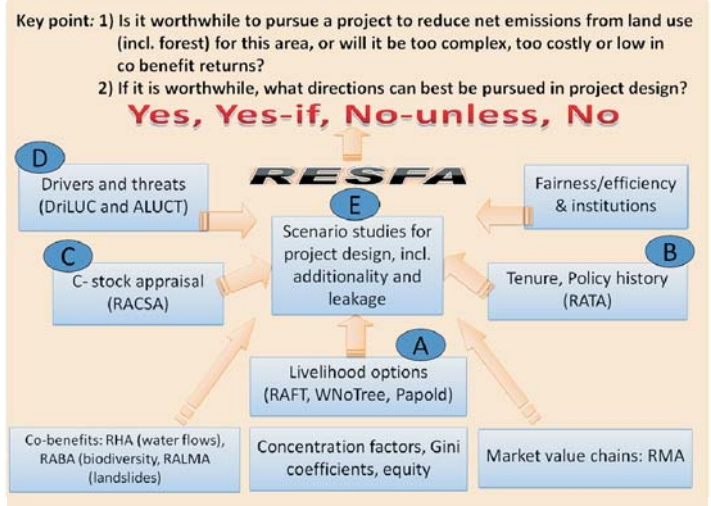 Key point: 1) Is it worthwhile to pursue a project to reduce net emissions from land use
(incl. forest) for this area, or will it be too complex, too costly or low in
co benefit returns?
2) If it is worthwhile, what directions can best be pursued in project design?
Yes, Yes-if, No-unless, No
RESFA
D
Drivers and threats
(DriLUC and ALUCT)
Fairness/efficiency
& institutions
E
Scenario studies for
project design, incl.
additionality and
leakage
C
C- stock appraisal
(RACSA)
B
Tenure, Policy history
(RATA)
A
Livelihood options
(RAFT, WNoTree, Papold)
Co-benefits: RHA (water flows),
RABA (biodiversity, RALMA
(landslides)
Concentration factors, Gini
coefficients, equity
Market value chains: RMA